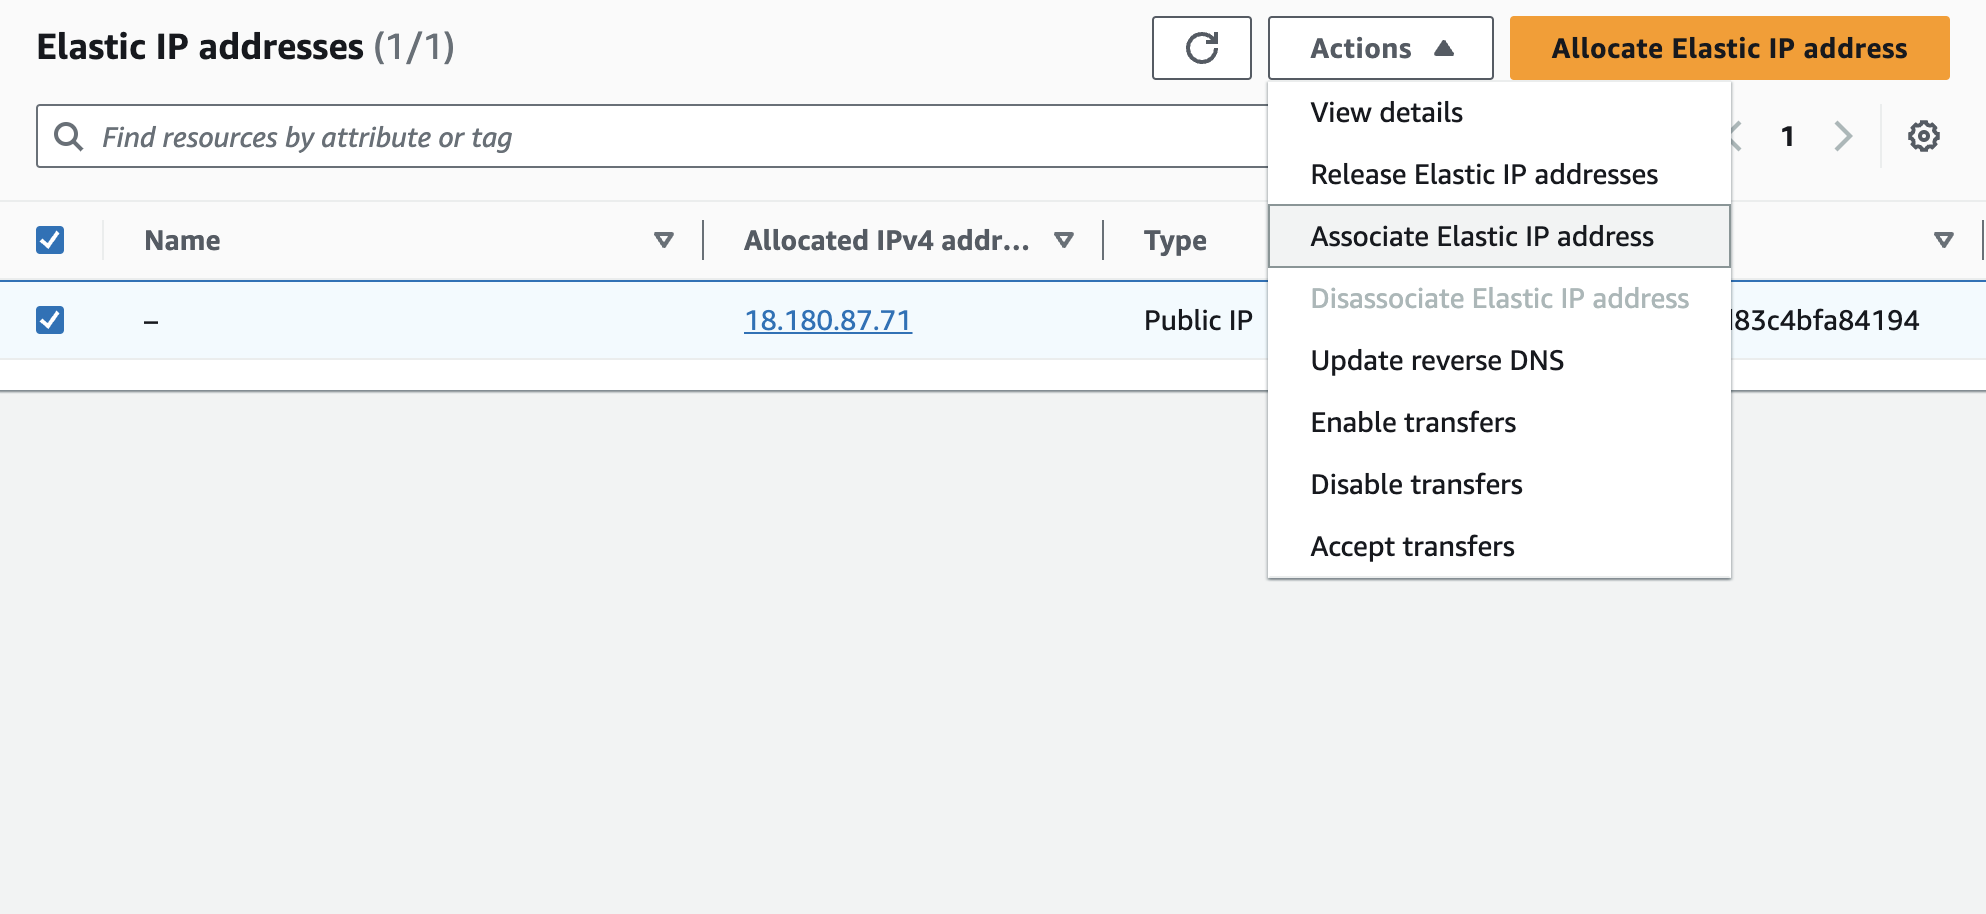 Elastic IP addresses (1/1)
Actions
Allocate Elastic IP address
Find resources by attribute or tag
1
View details
Release Elastic IP addresses
Associate Elastic IP address
Disassociate Elastic IP address
Update reverse DNS
Enable transfers
Disable transfers
Accept transfers
Name
Allocated IPv4 addr...
Type
–
18.180.87.71
Public IP
83c4bfa84194